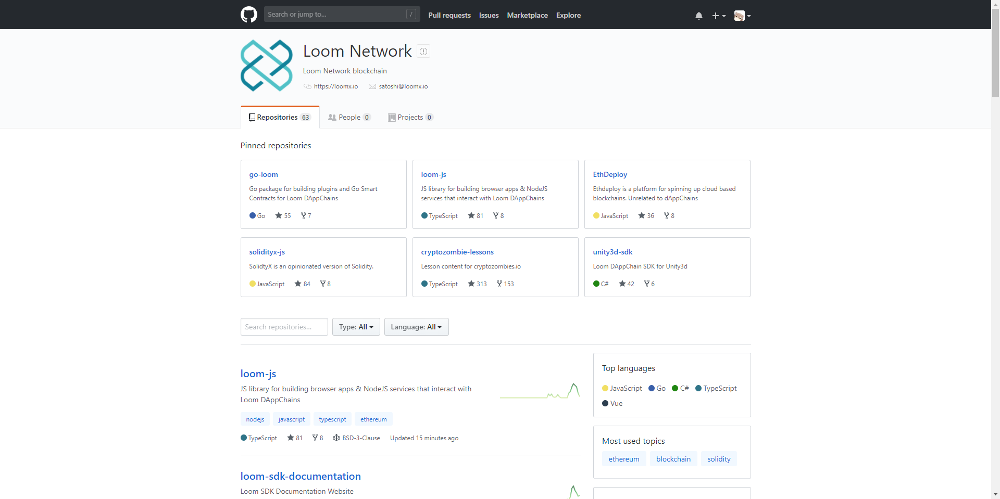 Search or jump to...
/
Pull requests
Issues
Marketplace
Explore
Loom Network
Loom Network blockchain
https://loomx.io
satoshi@loomx.io
Repositories 63
People 0
Projects 0
Pinned repositories
go-loom
Go package for building plugins and Go Smart
Contracts for Loom DAppChains
Go 55 7
loom-js
JS library for building browser apps & NodeJS
services that interact with Loom DAppChains
TypeScript 81 8
EthDeploy
Ethdeploy is a platform for spinning up cloud based
blockchains. Unrelated to dAppChains
JavaScript 36 8
solidityx-js
SolidtyX is an opinionated version of Solidity.
JavaScript 84 8
cryptozombie-lessons
Lesson content for cryptozombies.io
TypeScript 313 153
unity3d-sdk
Loom DAppChain SDK for Unity3d
C# 42 6
Search repositories...
Type: All
Language: All
loom-js
JS library for building browser apps & NodeJS services that interact with
Loom DAppChains
nodejs javascript typescript ethereum
TypeScript 81 8 BSD-3-Clause Updated 15 minutes ago
loom-sdk-documentation
Loom SDK Documentation Website
Top languages
JavaScript Go C# TypeScript
Vue
Most used topics
ethereum blockchain solidity